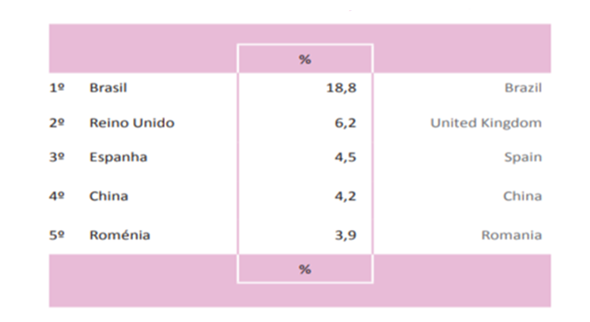 %
1º Brasil 18,8 Brazil
2º Reino Unido 6,2 United Kingdom
3º Espanha 4,5 Spain
4º China 4,2 China
5º Roménia 3,9 Romania
%